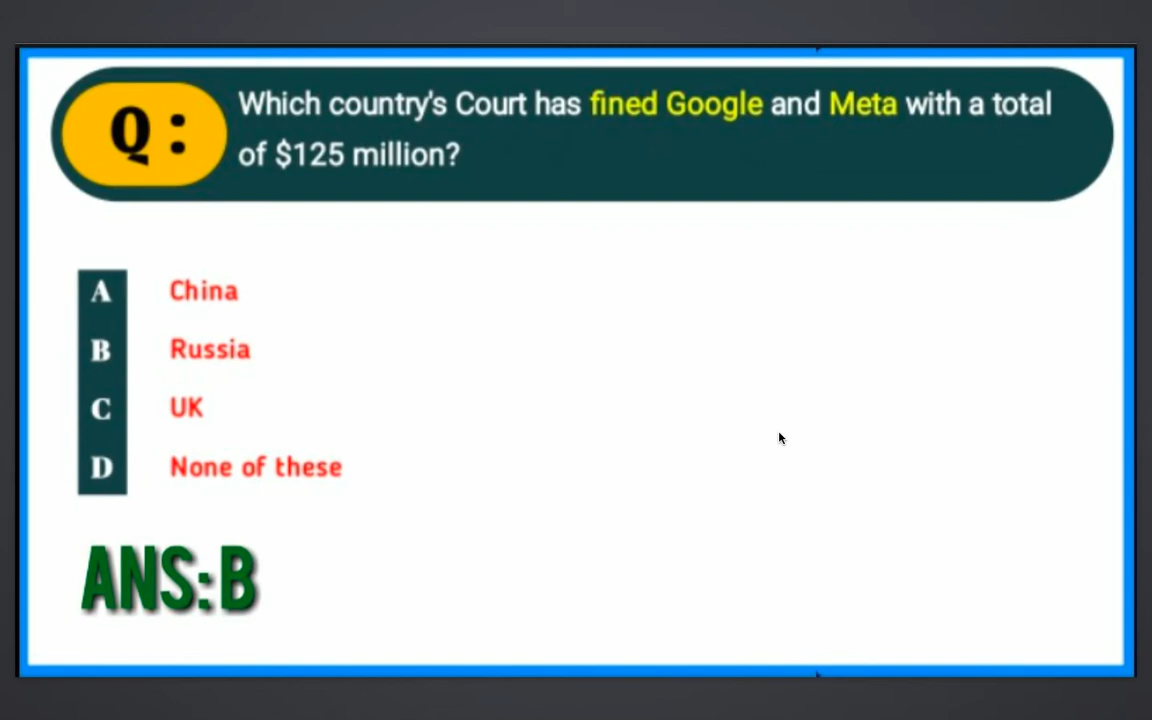 Q :
Which country's Court has fined Google and Meta with a total
of $125 million?
A China
B Russia
C UK
D None of these
ANS:B